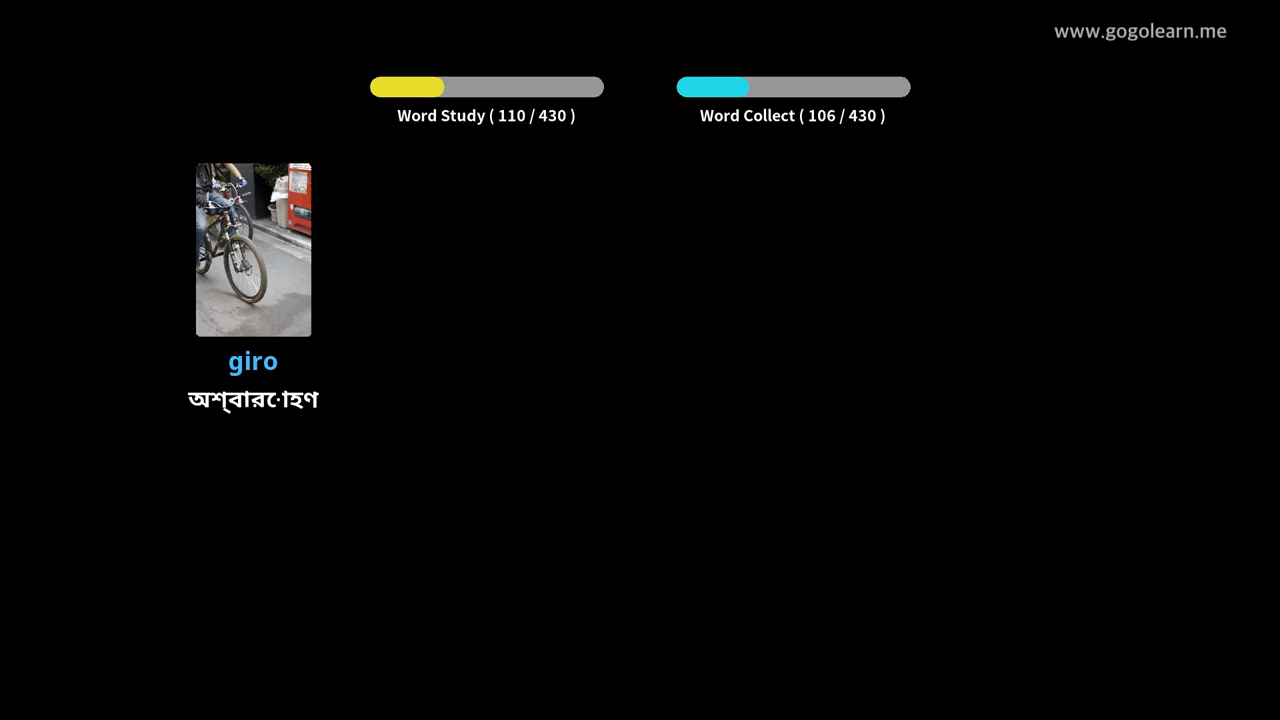 www.gogolearn.me
Word Study ( 110 / 430 )
Word Collect ( 106 / 430 )
giro
অশ্বারোহণ